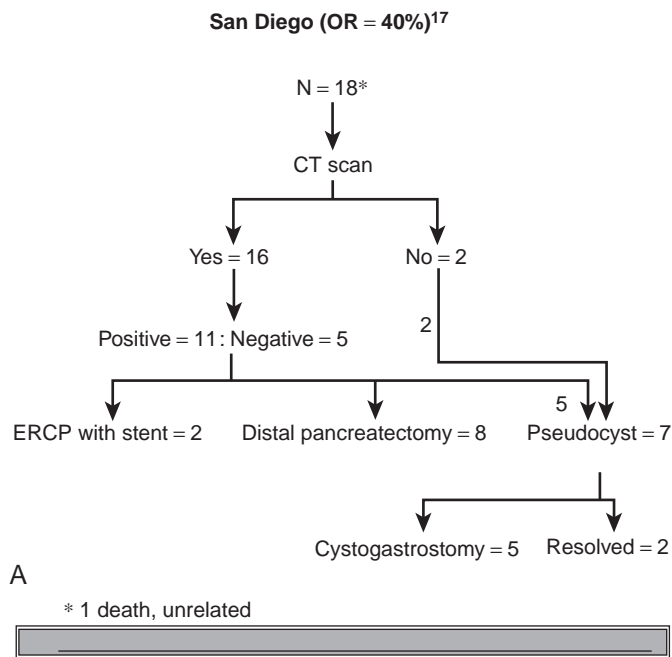 San Diego (OR = 40%)17
N = 18*
CT scan
Yes = 16 No = 2
2
Positive = 11 : Negative = 5
5
ERCP with stent = 2 Distal pancreatectomy = 8 Pseudocyst = 7
Cystogastrostomy = 5 Resolved = 2
A
* 1 death, unrelated